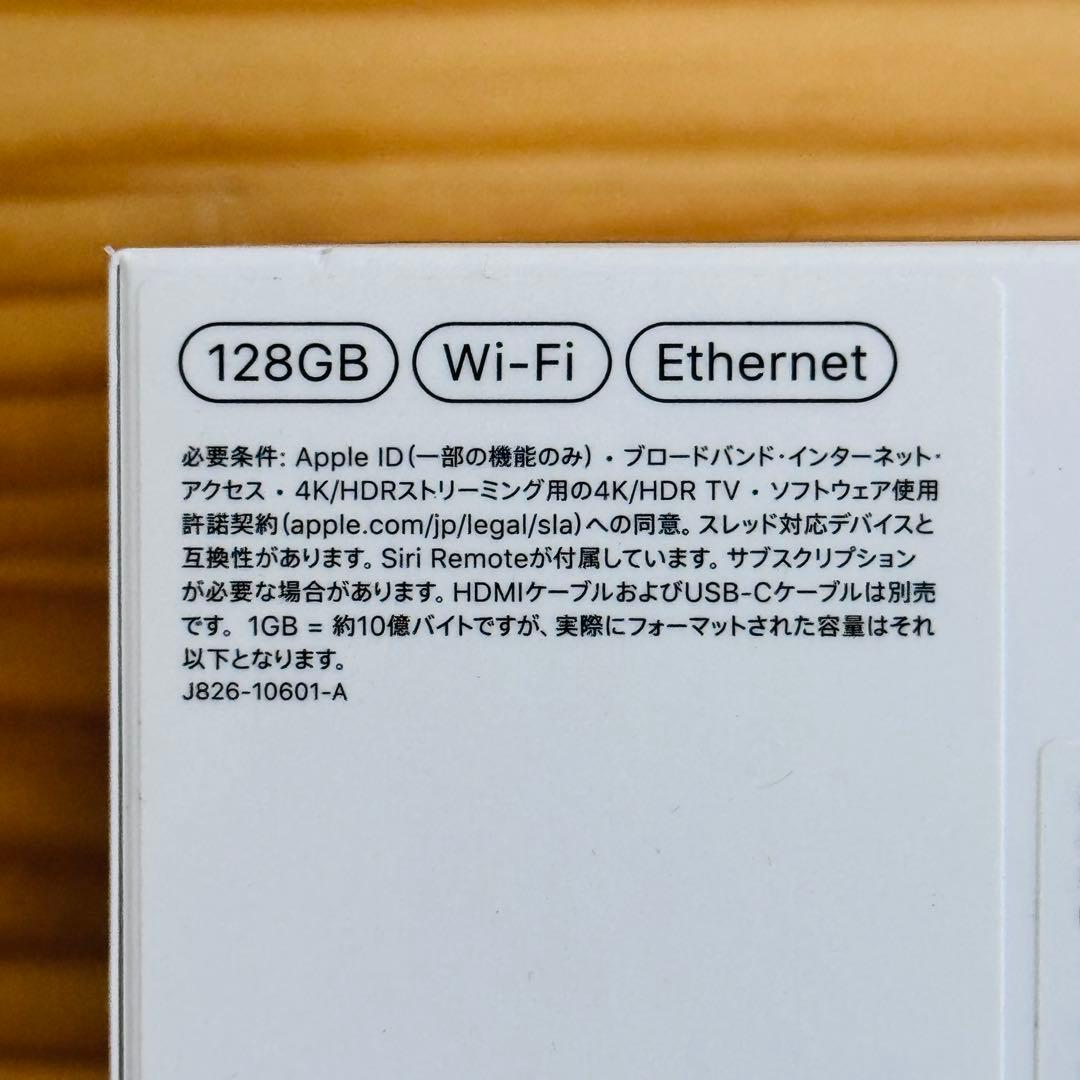 128GB Wi-Fi Ethernet
必要条件: Apple ID（一部の機能のみ）・ブロードバンド・インターネット・
アクセス・4K/HDRストリーミング用の4K/HDR TV・ソフトウェア使用
許諾契約（apple.com/jp/legal/sla）への同意。スレッド対応デバイスと
互換性があります。Siri Remoteが付属しています。サブスクリプション
が必要な場合があります。HDMIケーブルおよびUSB-Cケーブルは別売
です。1GB = 約10億バイトですが、実際にフォーマットされた容量はそれ
以下となります。
J826-10601-A